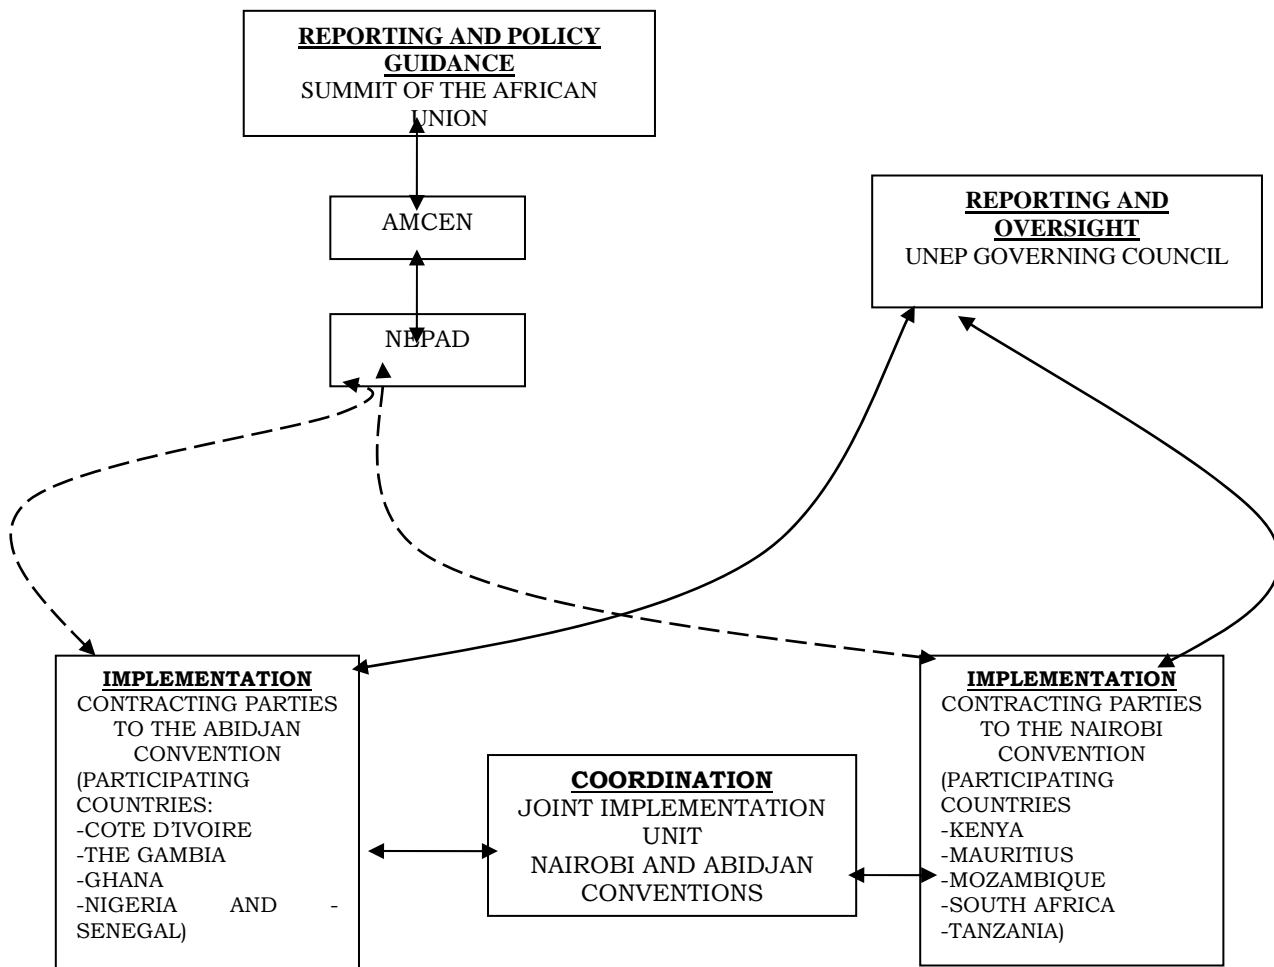 REPORTING AND POLICY
GUIDANCE
SUMMIT OF THE AFRICAN
UNION
AMCEN
NEPAD
REPORTING AND
OVERSIGHT
UNEP GOVERNING COUNCIL
IMPLEMENTATION
CONTRACTING PARTIES
TO THE ABIDJAN
CONVENTION
(PARTICIPATING
COUNTRIES:
-COTE D'IVOIRE
-THE GAMBIA
-GHANA
-NIGERIA AND -
SENEGAL)
COORDINATION
JOINT IMPLEMENTATION
UNIT
NAIROBI AND ABIDJAN
CONVENTIONS
IMPLEMENTATION
CONTRACTING PARTIES
TO THE NAIROBI
CONVENTION
(PARTICIPATING
COUNTRIES
-KENYA
-MAURITIUS
-MOZAMBIQUE
-SOUTH AFRICA
-TANZANIA)